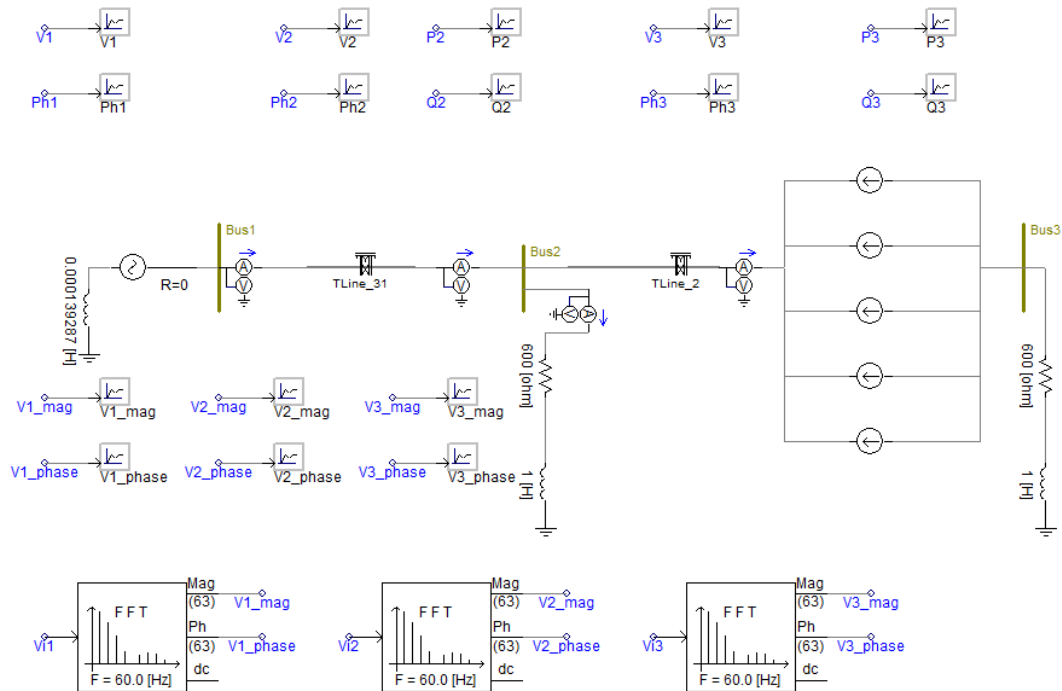 V1
V1
V2
V2
P2
P2
V3
V3
P3
P3
Ph1
Ph1
Ph2
Ph2
Q2
Q2
Ph3
Ph3
Q3
Q3
Bus1
Bus2
Bus3
R=0
A
V
TLine_31
A
V
TLine_2
A
V
0.000139287 [H]
V
A
600 [ohm]
600 [ohm]
1 [H]
1 [H]
V1_mag
V1_mag
V2_mag
V2_mag
V3_mag
V3_mag
V1_phase
V1_phase
V2_phase
V2_phase
V3_phase
V3_phase
Vi1
F F T
F = 60.0 [Hz]
Mag
(63)
V1_mag
Ph
(63)
V1_phase
dc
Vi2
F F T
F = 60.0 [Hz]
Mag
(63)
V2_mag
Ph
(63)
V2_phase
dc
Vi3
F F T
F = 60.0 [Hz]
Mag
(63)
V3_mag
Ph
(63)
V3_phase
dc